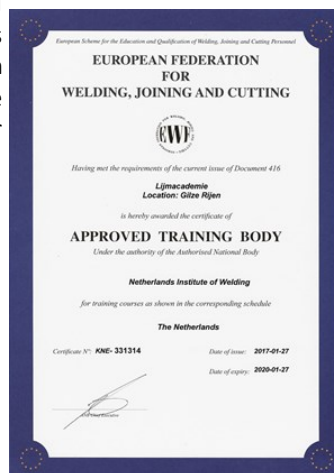 European Scheme for the Education and Qualification of Welding, Joining and Cutting Personnel
EUROPEAN FEDERATION
FOR
WELDING, JOINING AND CUTTING
EWF
Having met the requirements of the current issue of Document 416
Lijmacademie
Location: Gilze Rijen
is hereby awarded the certificate of
APPROVED TRAINING BODY
Under the authority of the Authorised National Body
Netherlands Institute of Welding
for training courses as shown in the corresponding schedule
The Netherlands
Certificate N°: KNE- 331314 Date of issue: 2017-01-27
Date of expiry: 2020-01-27
Chief Executive